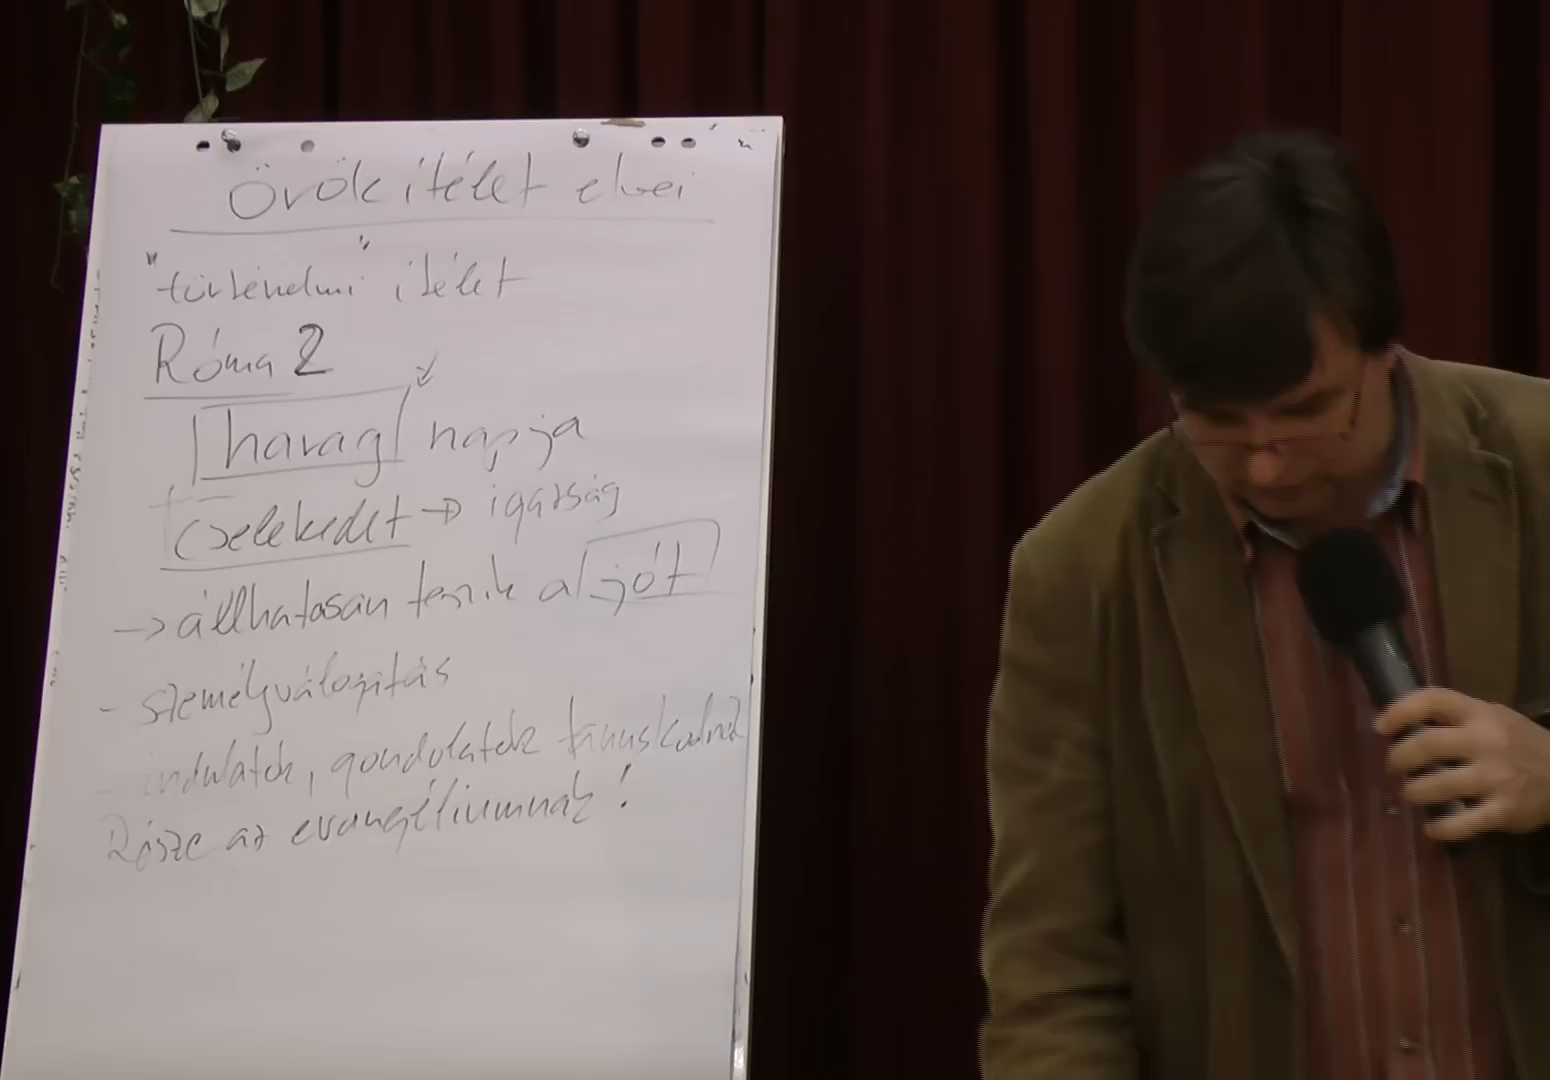 Örök ítélet elvei
"történelmi" ítélet
Róma 2
harag napja
cselekedet → igazság
→ állhatatosan teszik a jót
- személyválogatás
- indulatok, gondolatok tanuskodnak
Része az evangéliumnak!